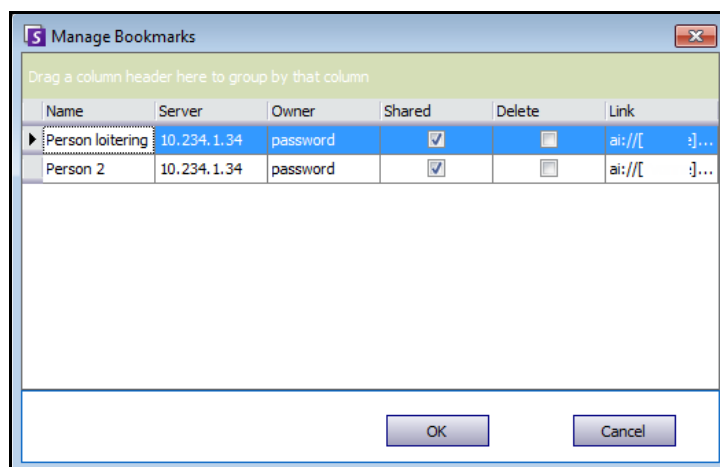 S Manage Bookmarks
Drag a column header here to group by that column
Name Server Owner Shared Delete Link
Person loitering 10.234.1.34 password ai://[ ]...
Person 2 10.234.1.34 password ai://[ ]...
OK Cancel